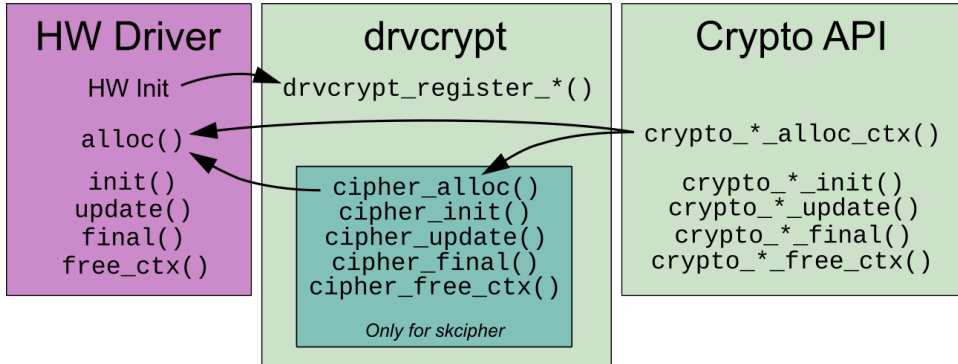 HW Driver
HW Init
alloc()
init()
update()
final()
free_ctx()
drvcrypt
drvcrypt_register_*()
cipher_alloc()
cipher_init()
cipher_update()
cipher_final()
cipher_free_ctx()
Only for skcipher
Crypto API
crypto_*_alloc_ctx()
crypto_*_init()
crypto_*_update()
crypto_*_final()
crypto_*_free_ctx()